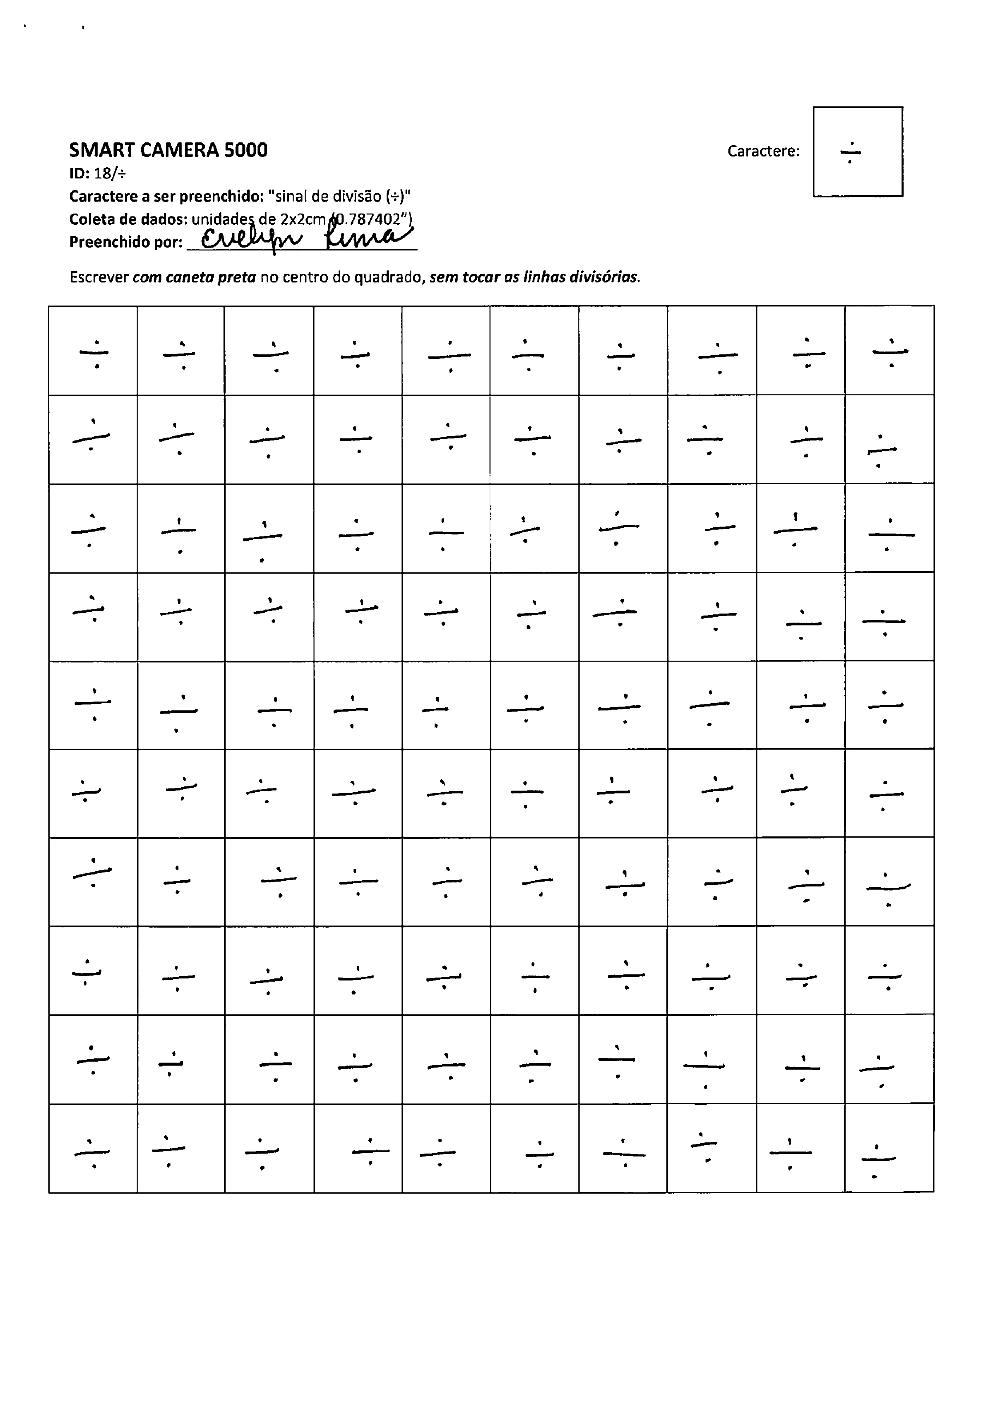 SMART CAMERA 5000
Caractere: ÷
ID: 18/÷
Caractere a ser preenchido: "sinal de divisão (÷)"
Coleta de dados: unidades de 2x2cm (0.787402")
Preenchido por: Evelyn Lima
Escrever com caneta preta no centro do quadrado, sem tocar as linhas divisórias.
÷ ÷ ÷ ÷ ÷ ÷ ÷ ÷ ÷ ÷
÷ ÷ ÷ ÷ ÷ ÷ ÷ ÷ ÷ ÷
÷ ÷ ÷ ÷ ÷ ÷ ÷ ÷ ÷ ÷
÷ ÷ ÷ ÷ ÷ ÷ ÷ ÷ ÷ ÷
÷ ÷ ÷ ÷ ÷ ÷ ÷ ÷ ÷ ÷
÷ ÷ ÷ ÷ ÷ ÷ ÷ ÷ ÷ ÷
÷ ÷ ÷ ÷ ÷ ÷ ÷ ÷ ÷ ÷
÷ ÷ ÷ ÷ ÷ ÷ ÷ ÷ ÷ ÷
÷ ÷ ÷ ÷ ÷ ÷ ÷ ÷ ÷ ÷
÷ ÷ ÷ ÷ ÷ ÷ ÷ ÷ ÷ ÷